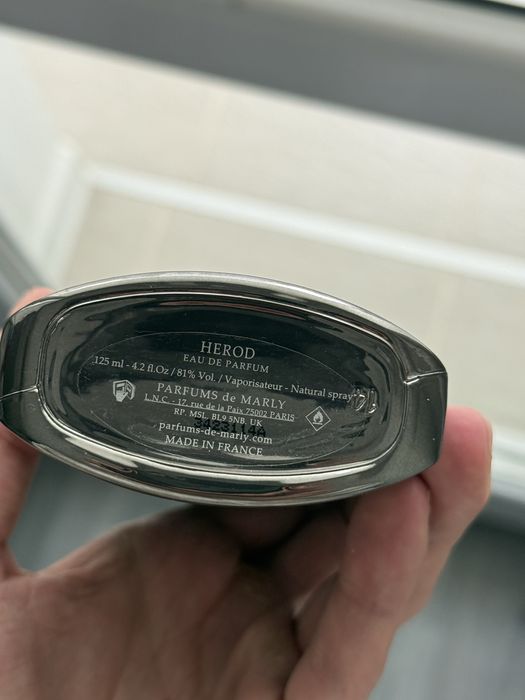 HEROD
EAU DE PARFUM
125 ml - 4.2 fl.Oz / 81% Vol. / Vaporisateur - Natural spray
PARFUMS de MARLY
L.N.C. - 17, rue de la Paix 75002 PARIS
RP. MSL, BL9 5NB, UK
parfums-de-marly.com
MADE IN FRANCE